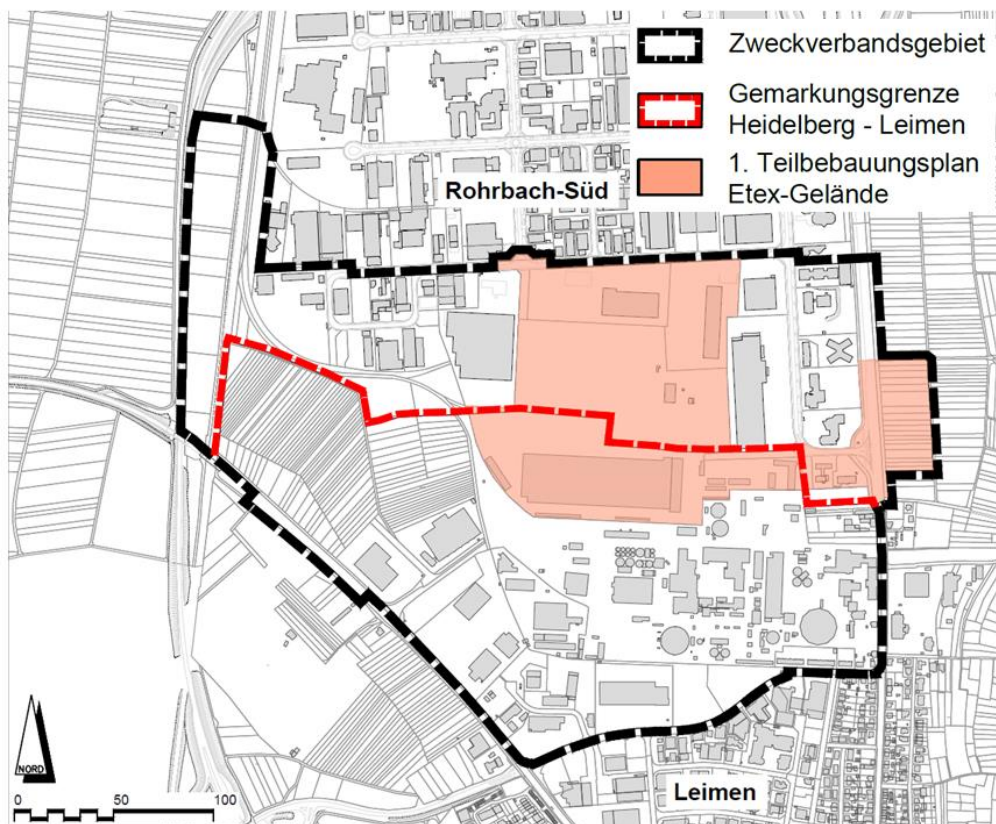 Zweckverbandsgebiet
Gemarkungsgrenze
Heidelberg - Leimen
1. Teilbebauungsplan
Etex-Gelände
Rohrbach-Süd
Leimen
NORD
0 50 100